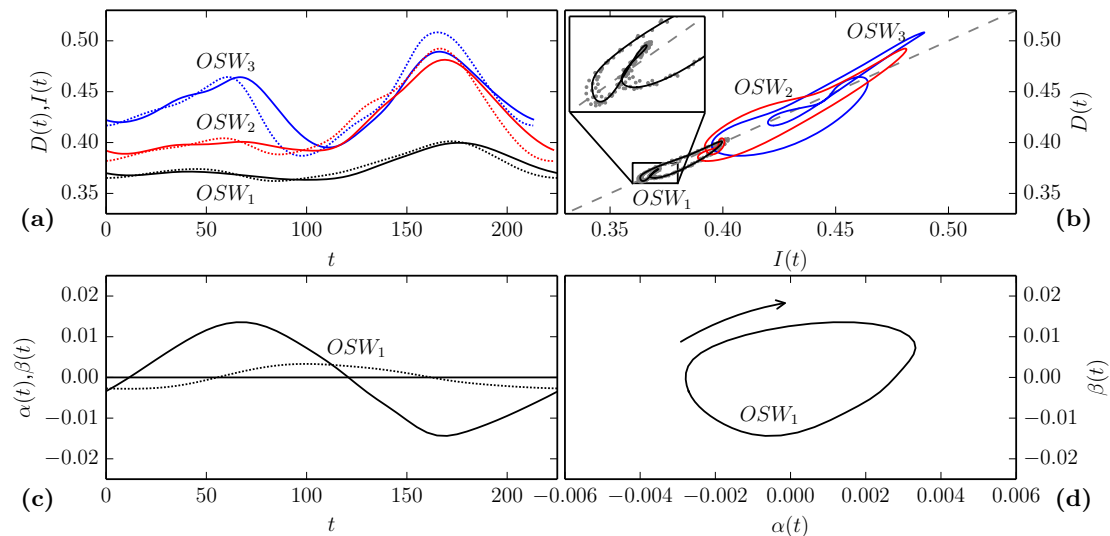 0.50
0.45
0.40
0.35
D(t),I(t)
OSW₃
OSW₂
OSW₁
0
50
100
150
200
t
(a)
OSW₃
OSW₂
OSW₁
0.35
0.40
0.45
0.50
I(t)
0.50
0.45
0.40
0.35
D(t)
(b)
0.02
0.01
0.00
−0.01
−0.02
α(t),β(t)
OSW₁
0
50
100
150
200
t
(c)
OSW₁
−0.006
−0.004
−0.002
0.000
0.002
0.004
0.006
α(t)
0.02
0.01
0.00
−0.01
−0.02
β(t)
(d)